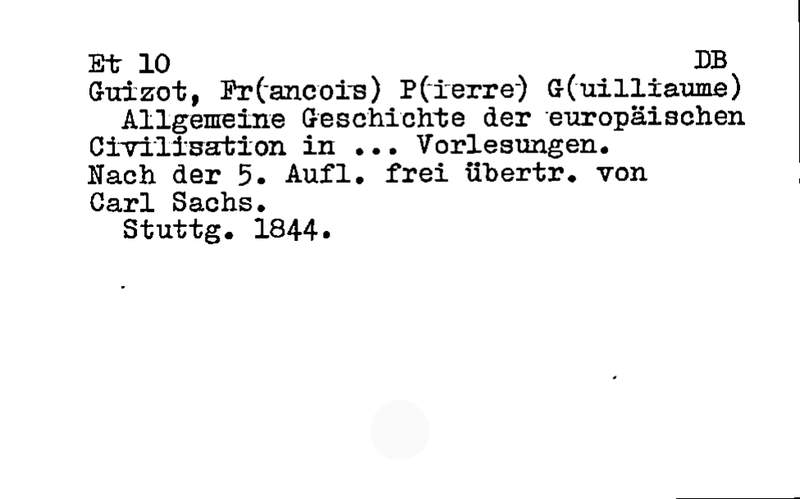 Et 10 DB
Guizot, Fr(ancois) P(ierre) G(uilliaume)
Allgemeine Geschichte der europäischen
Civilisation in ... Vorlesungen.
Nach der 5. Aufl. frei übertr. von
Carl Sachs.
Stuttg. 1844.